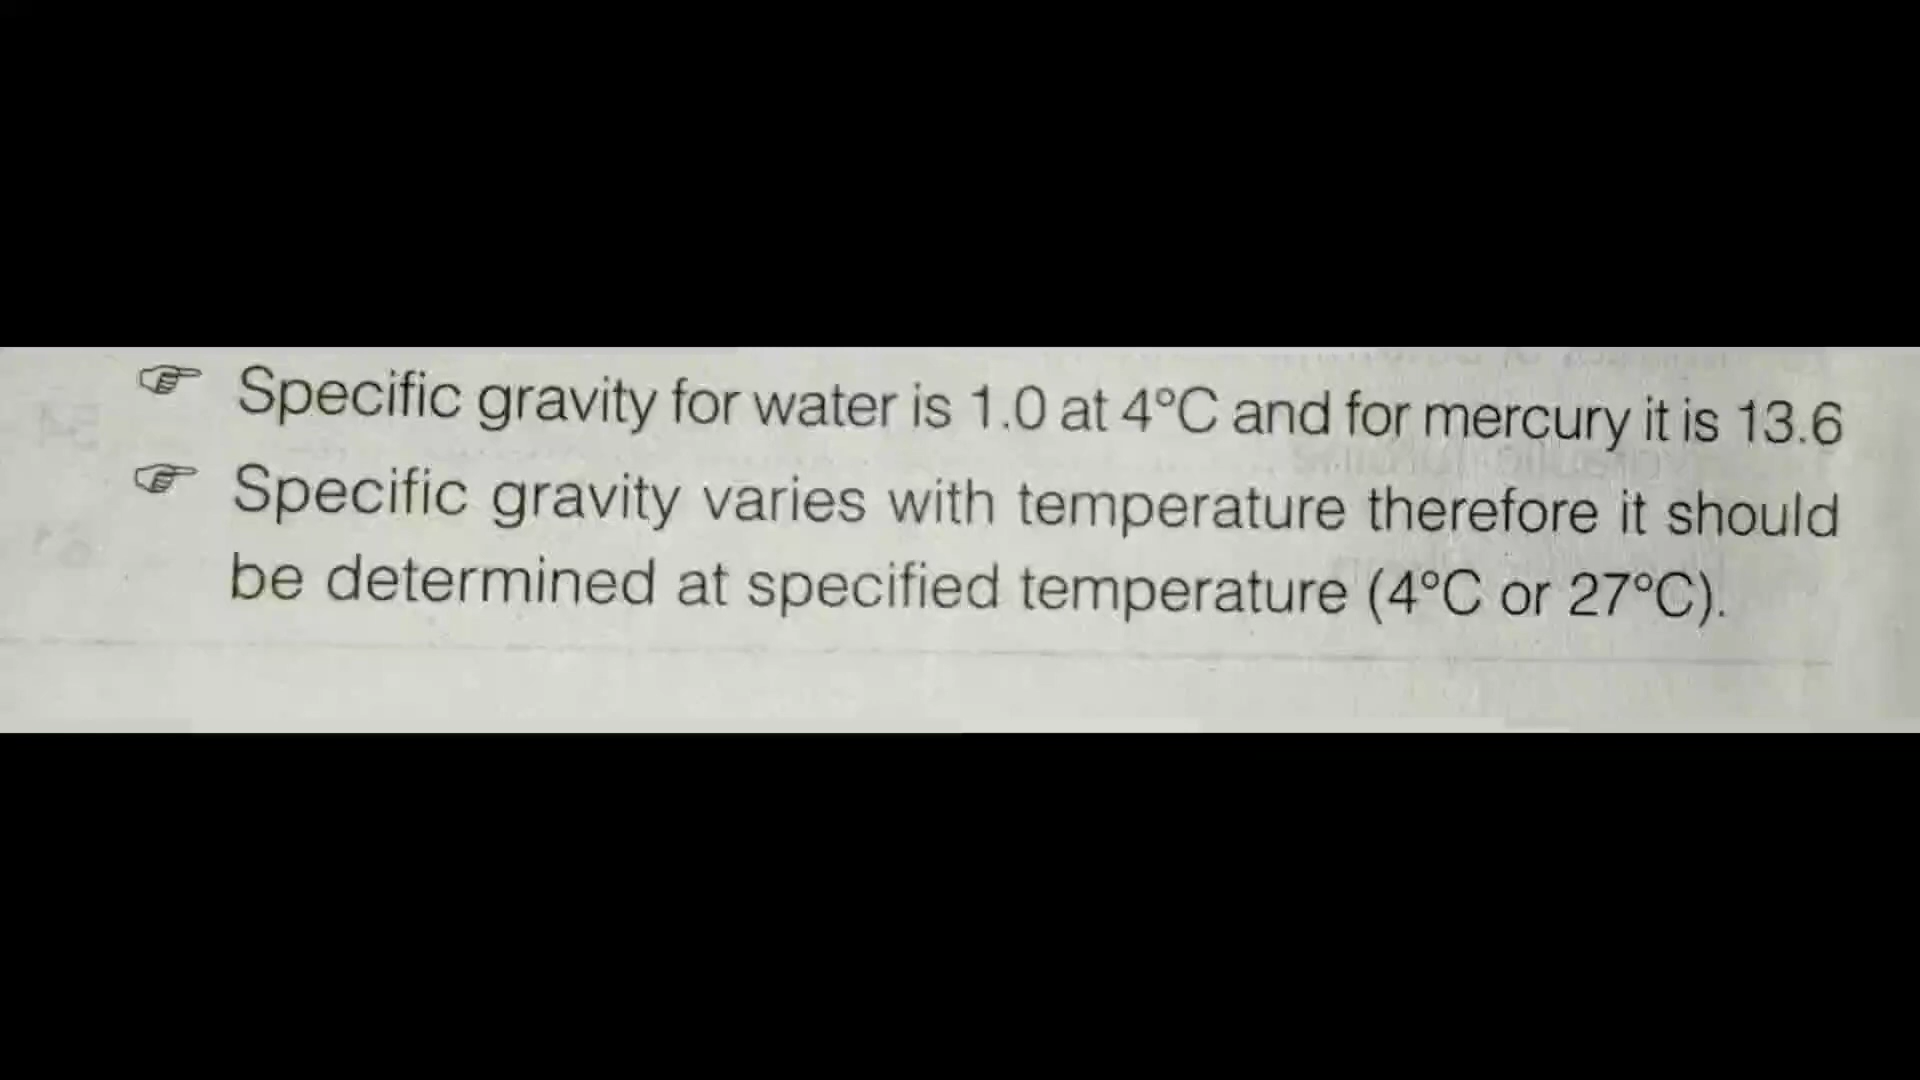 ☞ Specific gravity for water is 1.0 at 4°C and for mercury it is 13.6
☞ Specific gravity varies with temperature therefore it should
be determined at specified temperature (4°C or 27°C).